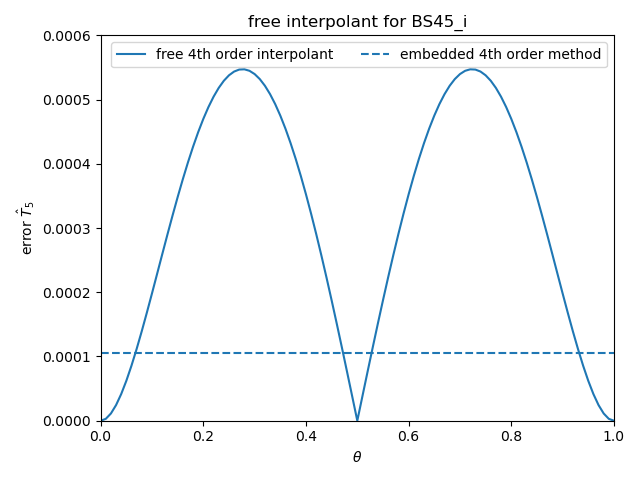 free interpolant for BS45_i
free 4th order interpolant
embedded 4th order method
error T̂₅
0.0006
0.0005
0.0004
0.0003
0.0002
0.0001
0.0000
0.0 0.2 0.4 0.6 0.8 1.0
θ